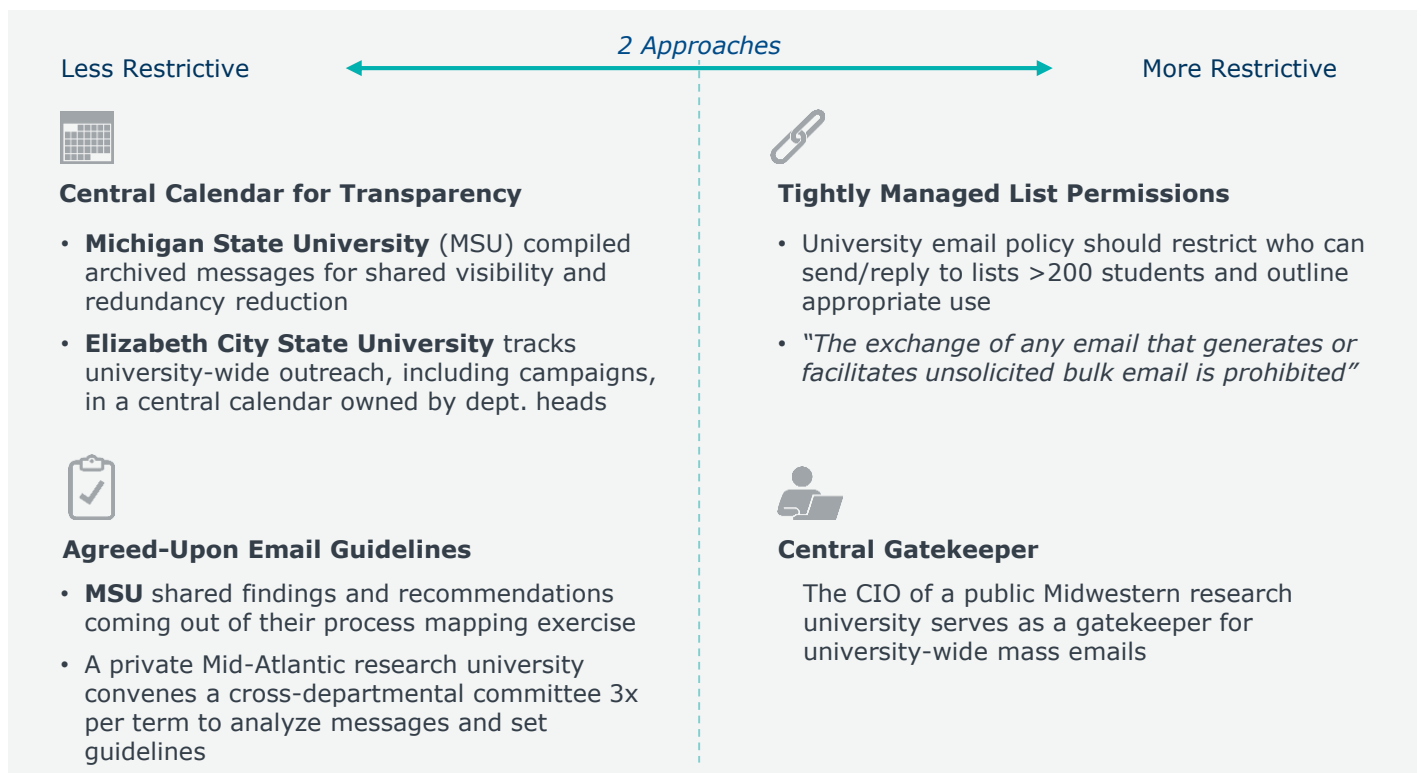 2 Approaches
Less Restrictive
More Restrictive
Central Calendar for Transparency
• Michigan State University (MSU) compiled
archived messages for shared visibility and
redundancy reduction
• Elizabeth City State University tracks
university-wide outreach, including campaigns,
in a central calendar owned by dept. heads
Agreed-Upon Email Guidelines
• MSU shared findings and recommendations
coming out of their process mapping exercise
• A private Mid-Atlantic research university
convenes a cross-departmental committee 3x
per term to analyze messages and set
guidelines
Tightly Managed List Permissions
• University email policy should restrict who can
send/reply to lists >200 students and outline
appropriate use
• “The exchange of any email that generates or
facilitates unsolicited bulk email is prohibited”
Central Gatekeeper
The CIO of a public Midwestern research
university serves as a gatekeeper for
university-wide mass emails